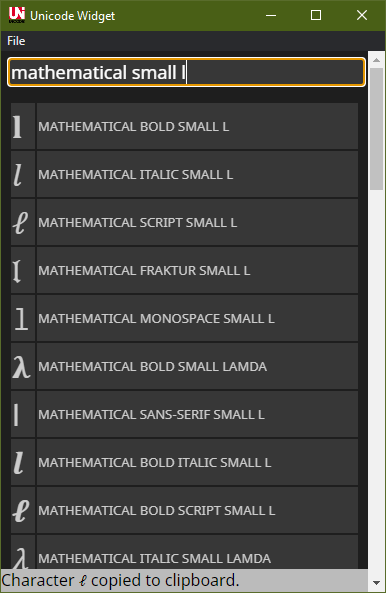 UNI Unicode Widget
UNICODE
File
mathematical small l
𝐥 MATHEMATICAL BOLD SMALL L
𝑙 MATHEMATICAL ITALIC SMALL L
𝓁 MATHEMATICAL SCRIPT SMALL L
𝔩 MATHEMATICAL FRAKTUR SMALL L
𝚕 MATHEMATICAL MONOSPACE SMALL L
𝛌 MATHEMATICAL BOLD SMALL LAMDA
𝗅 MATHEMATICAL SANS-SERIF SMALL L
𝒍 MATHEMATICAL BOLD ITALIC SMALL L
𝓵 MATHEMATICAL BOLD SCRIPT SMALL L
𝜆 MATHEMATICAL ITALIC SMALL LAMDA
Character 𝓁 copied to clipboard.